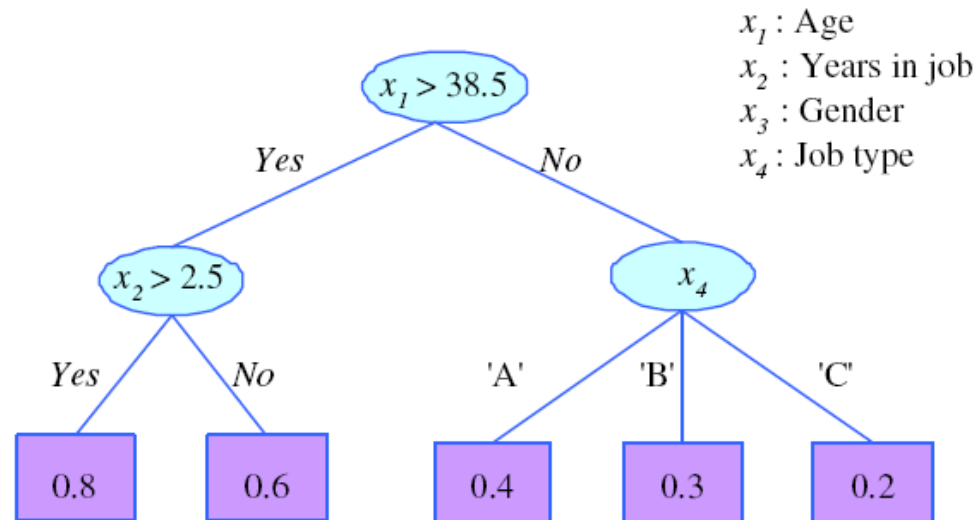 x1 : Age
x2 : Years in job
x3 : Gender
x4 : Job type
x1 > 38.5
Yes
No
x2 > 2.5
x4
Yes
No
'A'
'B'
'C'
0.8
0.6
0.4
0.3
0.2